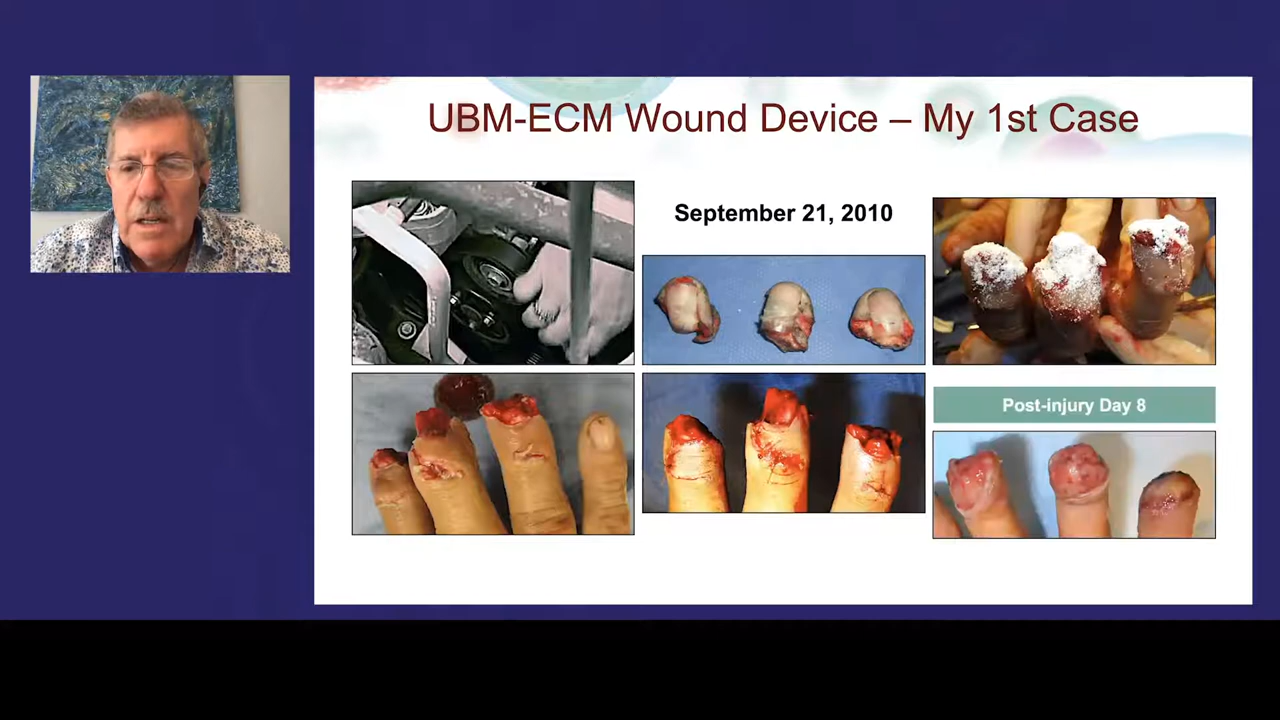 UBM-ECM Wound Device – My 1st Case
September 21, 2010
Post-injury Day 8